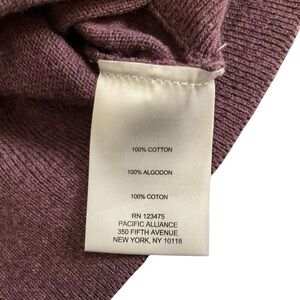 100% COTTON
100% ALGODON
100% COTON
RN 123475
PACIFIC ALLIANCE
350 FIFTH AVENUE
NEW YORK, NY 10118